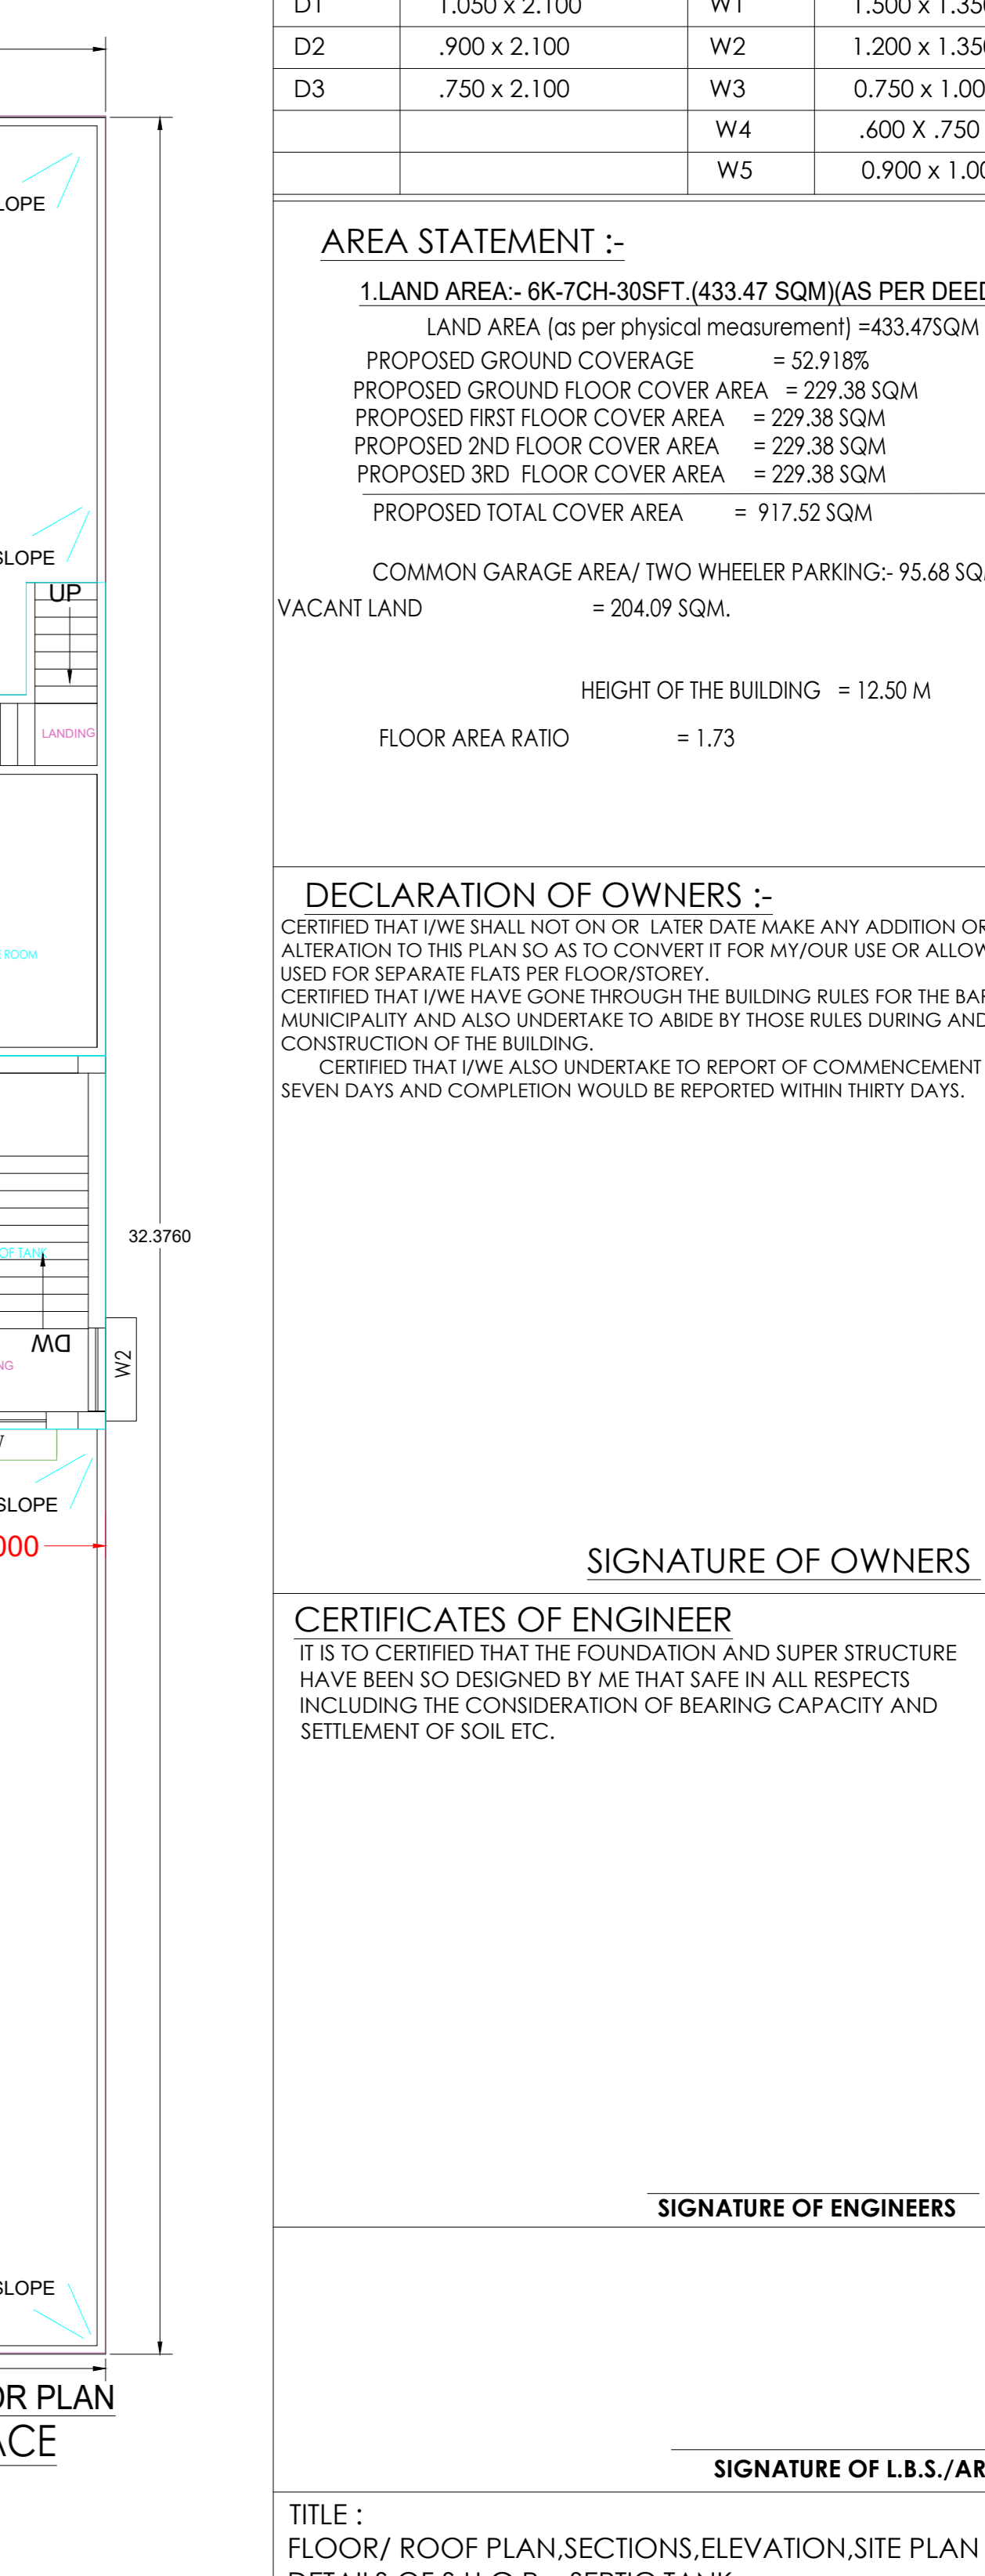 D1 1.050 x 2.100 W1
D2 .900 x 2.100 W2
D3 .750 x 2.100 W3
W4 .600 X .750
W5
AREA STATEMENT :-
1.LAND AREA:- 6K-7CH-30SFT.(433.47 SQM)(AS PER DEED
LAND AREA (as per physical measurement) =433.47SQM
PROPOSED GROUND COVERAGE = 52.918%
PROPOSED GROUND FLOOR COVER AREA = 229.38 SQM
PROPOSED FIRST FLOOR COVER AREA = 229.38 SQM
PROPOSED 2ND FLOOR COVER AREA = 229.38 SQM
PROPOSED 3RD FLOOR COVER AREA = 229.38 SQM
PROPOSED TOTAL COVER AREA = 917.52 SQM
COMMON GARAGE AREA/ TWO WHEELER PARKING:- 95.68 SQM
VACANT LAND = 204.09 SQM.
HEIGHT OF THE BUILDING = 12.50 M
FLOOR AREA RATIO = 1.73
DECLARATION OF OWNERS :-
CERTIFIED THAT I/WE SHALL NOT ON OR LATER DATE MAKE ANY ADDITION OR
ALTERATION TO THIS PLAN SO AS TO CONVERT IT FOR MY/OUR USE OR ALLOW
USED FOR SEPARATE FLATS PER FLOOR/STOREY.
CERTIFIED THAT I/WE HAVE GONE THROUGH THE BUILDING RULES FOR THE
MUNICIPALITY AND ALSO UNDERTAKE TO ABIDE BY THOSE RULES DURING AND
CONSTRUCTION OF THE BUILDING.
CERTIFIED THAT I/WE ALSO UNDERTAKE TO REPORT OF COMMENCEMENT
SEVEN DAYS AND COMPLETION WOULD BE REPORTED WITHIN THIRTY DAYS.
SIGNATURE OF OWNERS
CERTIFICATES OF ENGINEER
IT IS TO CERTIFIED THAT THE FOUNDATION AND SUPER STRUCTURE
HAVE BEEN SO DESIGNED BY ME THAT SAFE IN ALL RESPECTS
INCLUDING THE CONSIDERATION OF BEARING CAPACITY AND
SETTLEMENT OF SOIL ETC.
SIGNATURE OF ENGINEERS
SIGNATURE OF L.B.S./AR
TITLE :
FLOOR/ ROOF PLAN,SECTIONS,ELEVATION,SITE PLAN
DETAILS OF S.U.G.R., SEPTIC TANK
SLOPE
SLOPE
UP
LANDING
ROOM
32.3760
OF TANK
DW
W2
SLOPE
000
SLOPE
OR PLAN
ACE